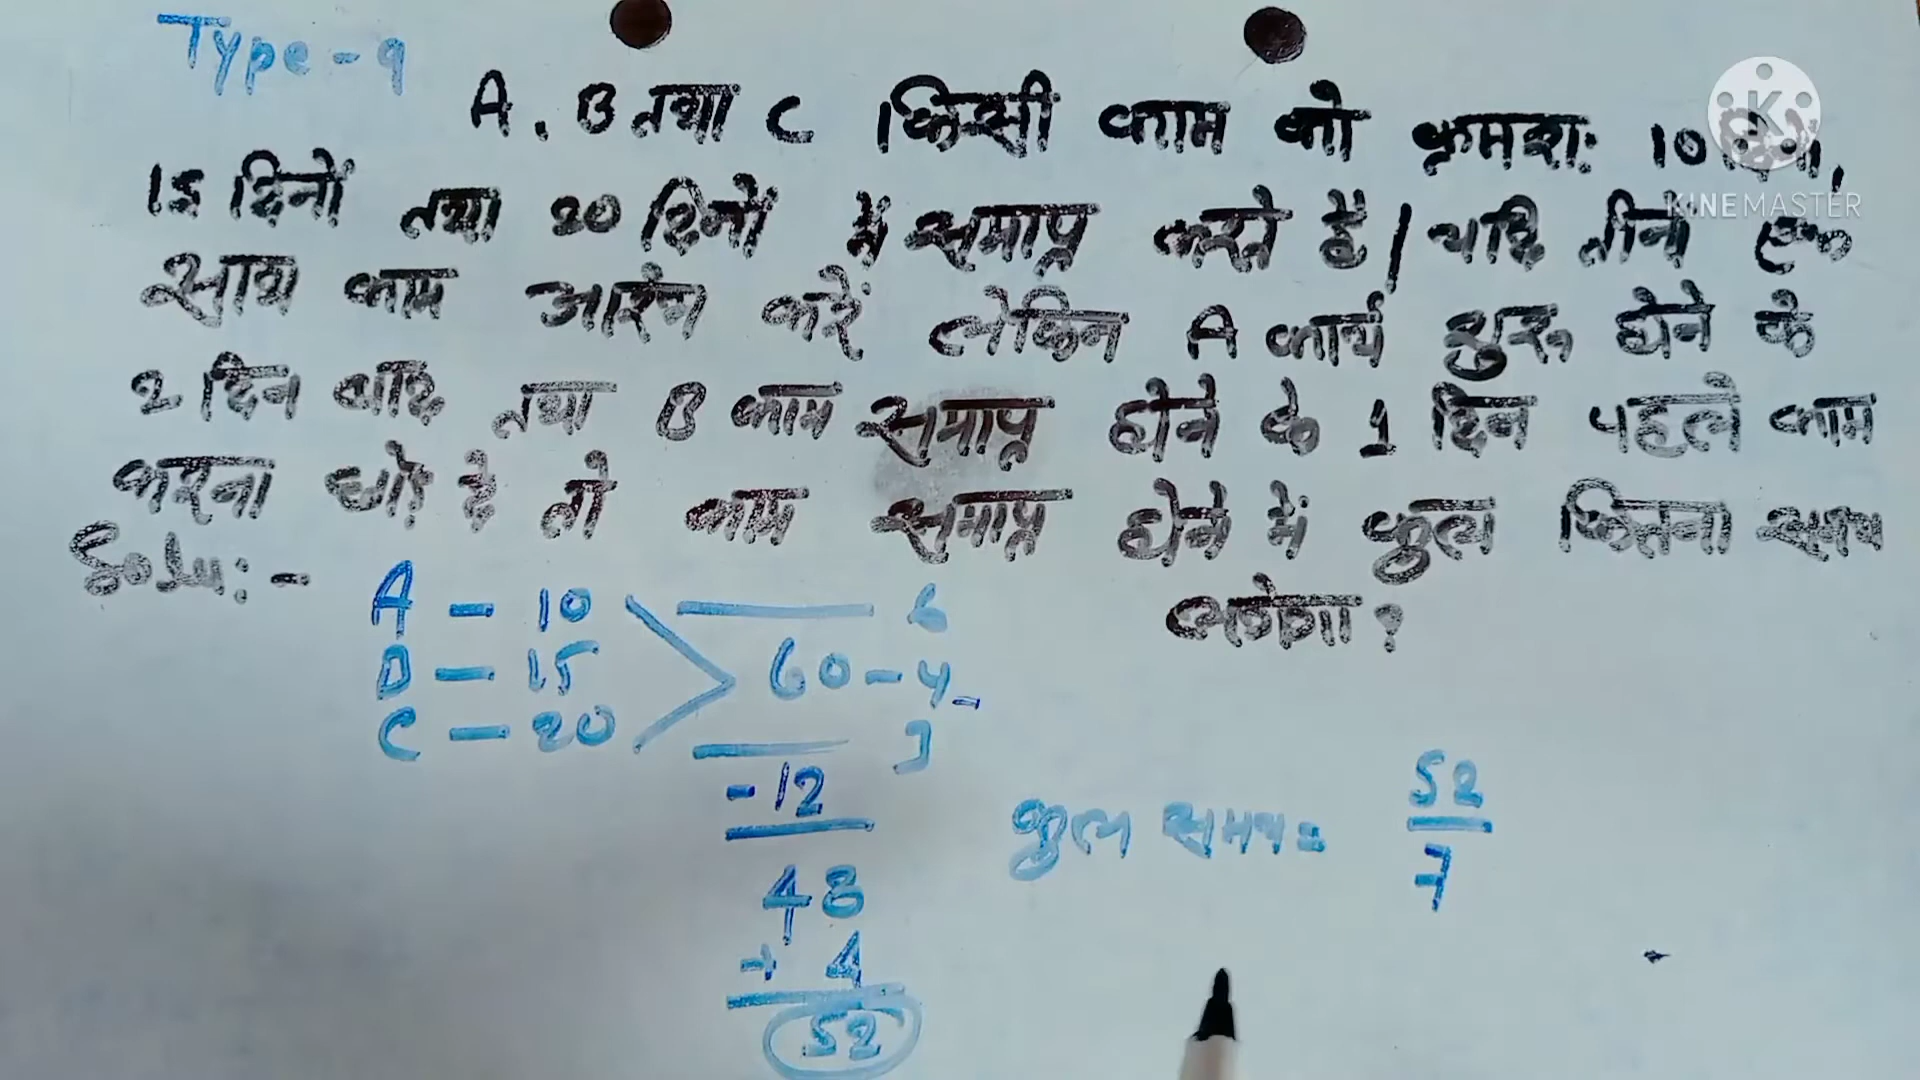 Type-9
A, B तथा C किसी काम को क्रमशः 10 दिनों,
15 दिनों तथा 20 दिनों में समाप्त करते हैं। यदि तीनों एक
साथ काम आरंभ करें लेकिन A कार्य शुरू होने के
2 दिन बाद तथा B काम समाप्त होने के 1 दिन पहले काम
करना छोड़ दे तो काम समाप्त होने में कुल कितना समय
लगेगा?
Solu:-
A - 10 6
B - 15 60 - 4
C - 20 3
-12
48
+ 4
52
कुल समय = 52
7
KINEMASTER